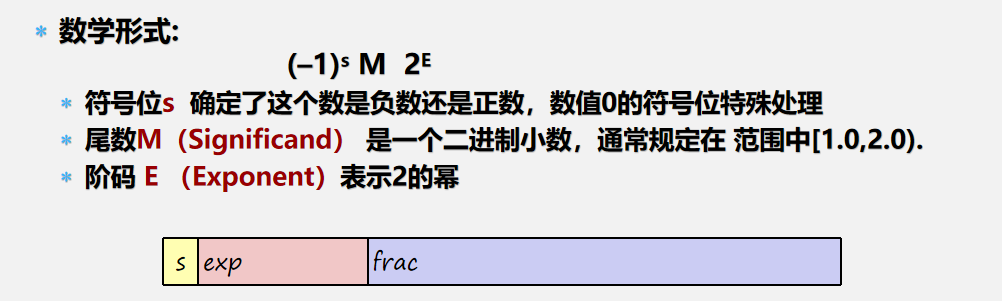 * 数学形式:
(–1)ˢ M 2ᴱ
* 符号位s 确定了这个数是负数还是正数，数值0的符号位特殊处理
* 尾数M（Significand） 是一个二进制小数，通常规定在 范围中[1.0,2.0).
* 阶码 E （Exponent）表示2的幂
s exp frac